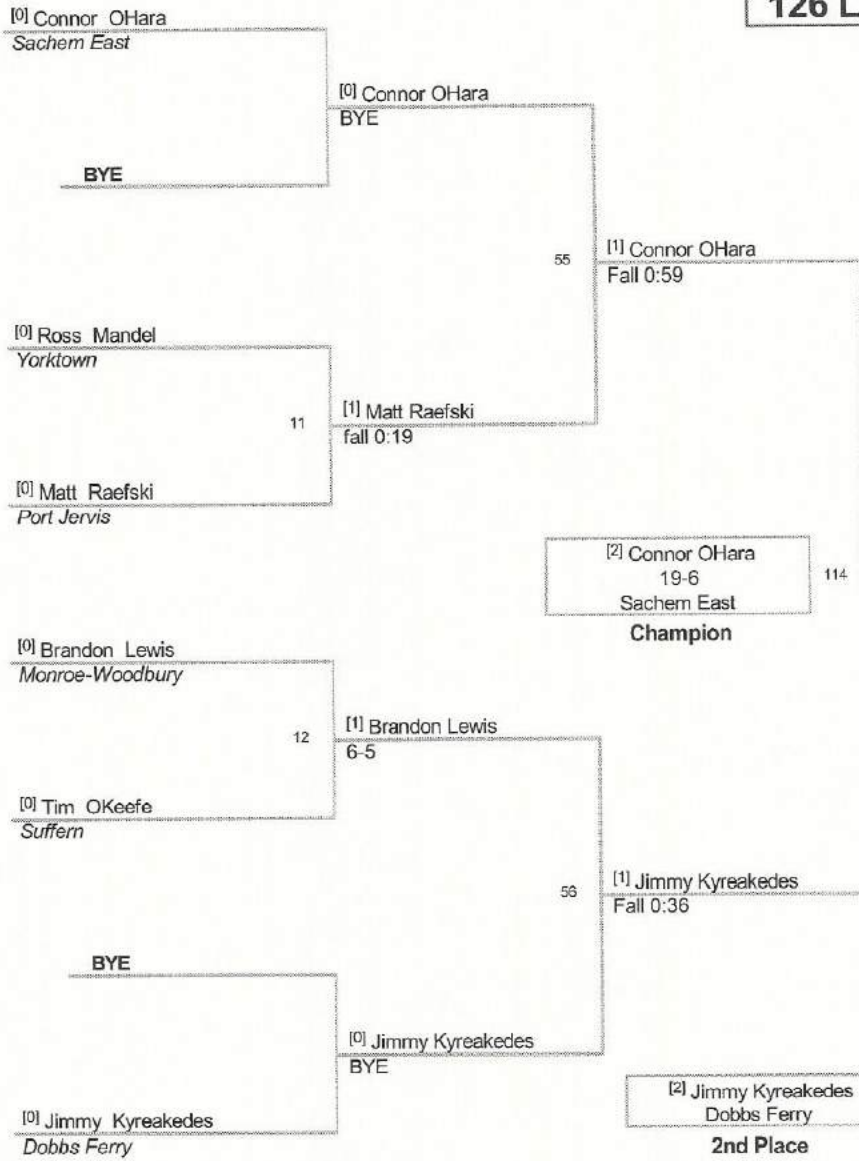 126 L
[0] Connor OHara
Sachem East
[0] Connor OHara
BYE
BYE
55
[1] Connor OHara
Fall 0:59
[0] Ross Mandel
Yorktown
11
[1] Matt Raefski
fall 0:19
[0] Matt Raefski
Port Jervis
[2] Connor OHara
19-6
Sachem East
114
Champion
[0] Brandon Lewis
Monroe-Woodbury
12
[1] Brandon Lewis
6-5
[0] Tim OKeefe
Suffern
56
[1] Jimmy Kyreakedes
Fall 0:36
BYE
[0] Jimmy Kyreakedes
BYE
[2] Jimmy Kyreakedes
Dobbs Ferry
2nd Place
[0] Jimmy Kyreakedes
Dobbs Ferry